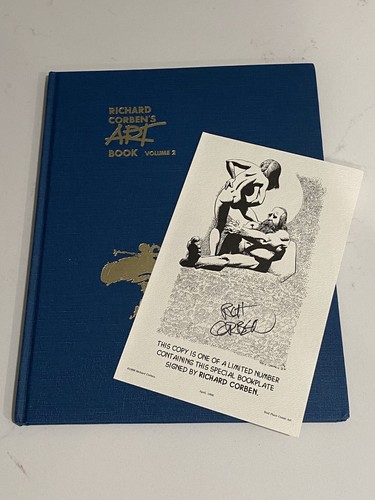 RICHARD
CORBEN'S
ART
BOOK VOLUME 2
RICH
CORBEN
THIS COPY IS ONE OF A LIMITED NUMBER
CONTAINING THIS SPECIAL BOOKPLATE
SIGNED BY RICHARD CORBEN.